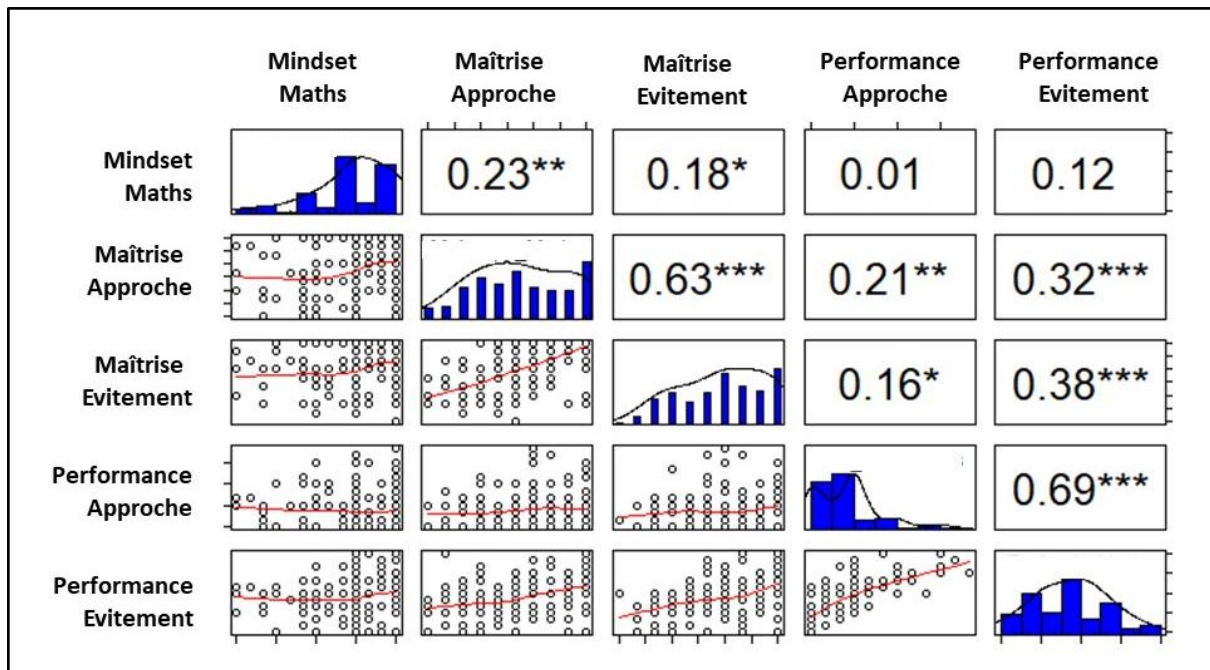 Mindset
Maths
Maîtrise
Approche
Maîtrise
Evitement
Performance
Approche
Performance
Evitement
Mindset
Maths
0.23**
0.18*
0.01
0.12
Maîtrise
Approche
0.63***
0.21**
0.32***
Maîtrise
Evitement
0.16*
0.38***
Performance
Approche
0.69***
Performance
Evitement